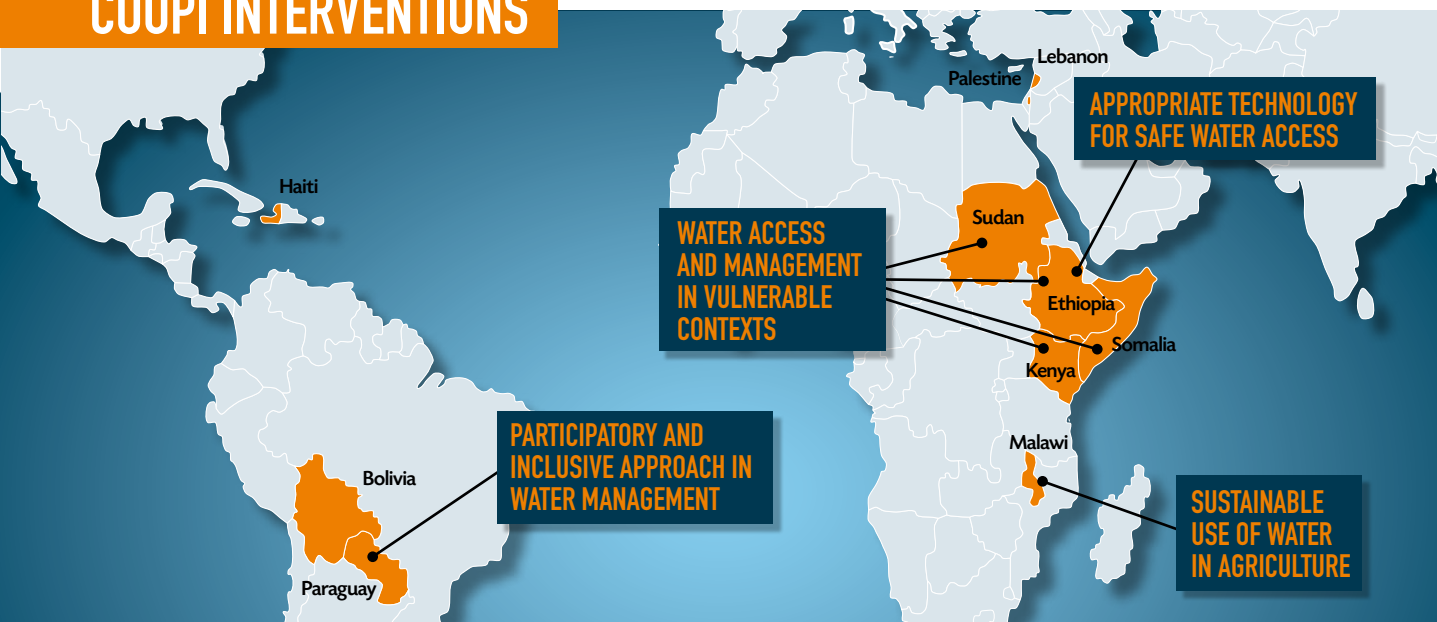 COOPI INTERVENTIONS
Lebanon
Palestine
APPROPRIATE TECHNOLOGY
FOR SAFE WATER ACCESS
Haiti
Sudan
WATER ACCESS
AND MANAGEMENT
IN VULNERABLE
CONTEXTS
Ethiopia
Somalia
Kenya
PARTICIPATORY AND
INCLUSIVE APPROACH IN
WATER MANAGEMENT
Malawi
Bolivia
SUSTAINABLE
USE OF WATER
IN AGRICULTURE
Paraguay